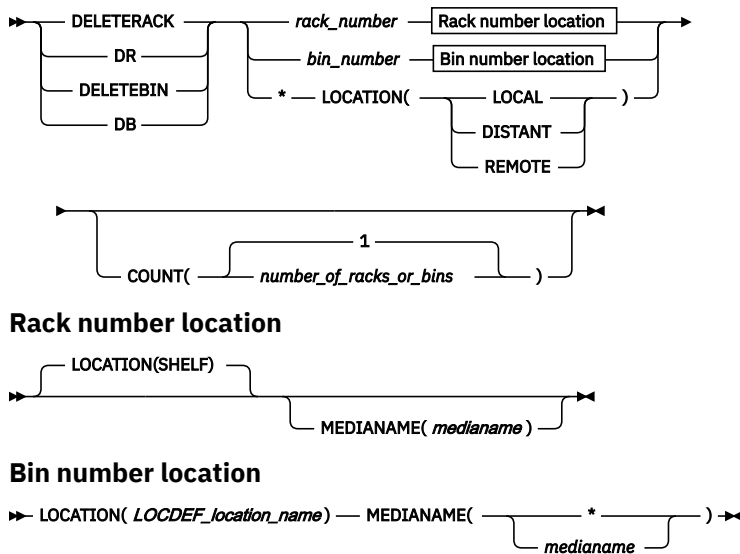 DELETERACK rack_number Rack number location
DR bin_number Bin number location
DELETEBIN * LOCATION( LOCAL )
DB DISTANT
REMOTE
1
COUNT( number_of_racks_or_bins )
Rack number location
LOCATION(SHELF)
MEDIANAME( medianame )
Bin number location
LOCATION( LOCDEF_location_name ) MEDIANAME( * )
medianame